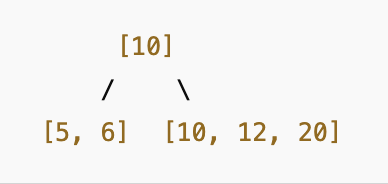 [10]
/ \
[5, 6] [10, 12, 20]